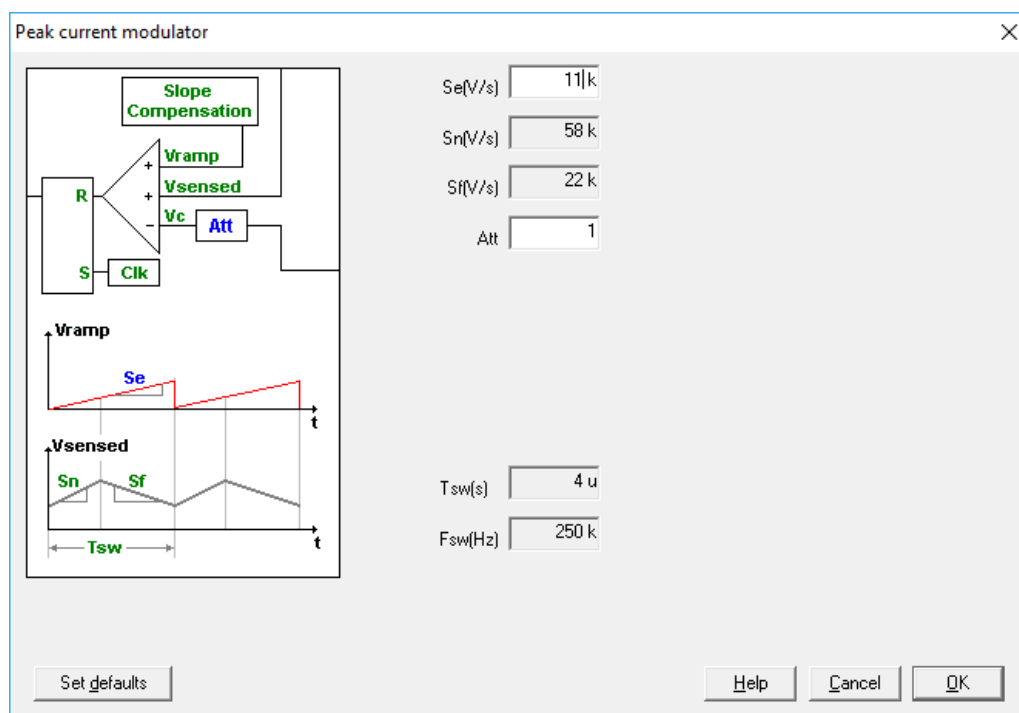 Peak current modulator
Slope
Compensation
Vramp
+
Vsensed
+
Vc
−
Att
R
S
Clk
Vramp
Se
t
Vsensed
Sn
Sf
t
Tsw
Se(V/s)
11 k
Sn(V/s)
58 k
Sf(V/s)
22 k
Att
1
Tsw(s)
4 u
Fsw(Hz)
250 k
Set defaults
Help
Cancel
OK